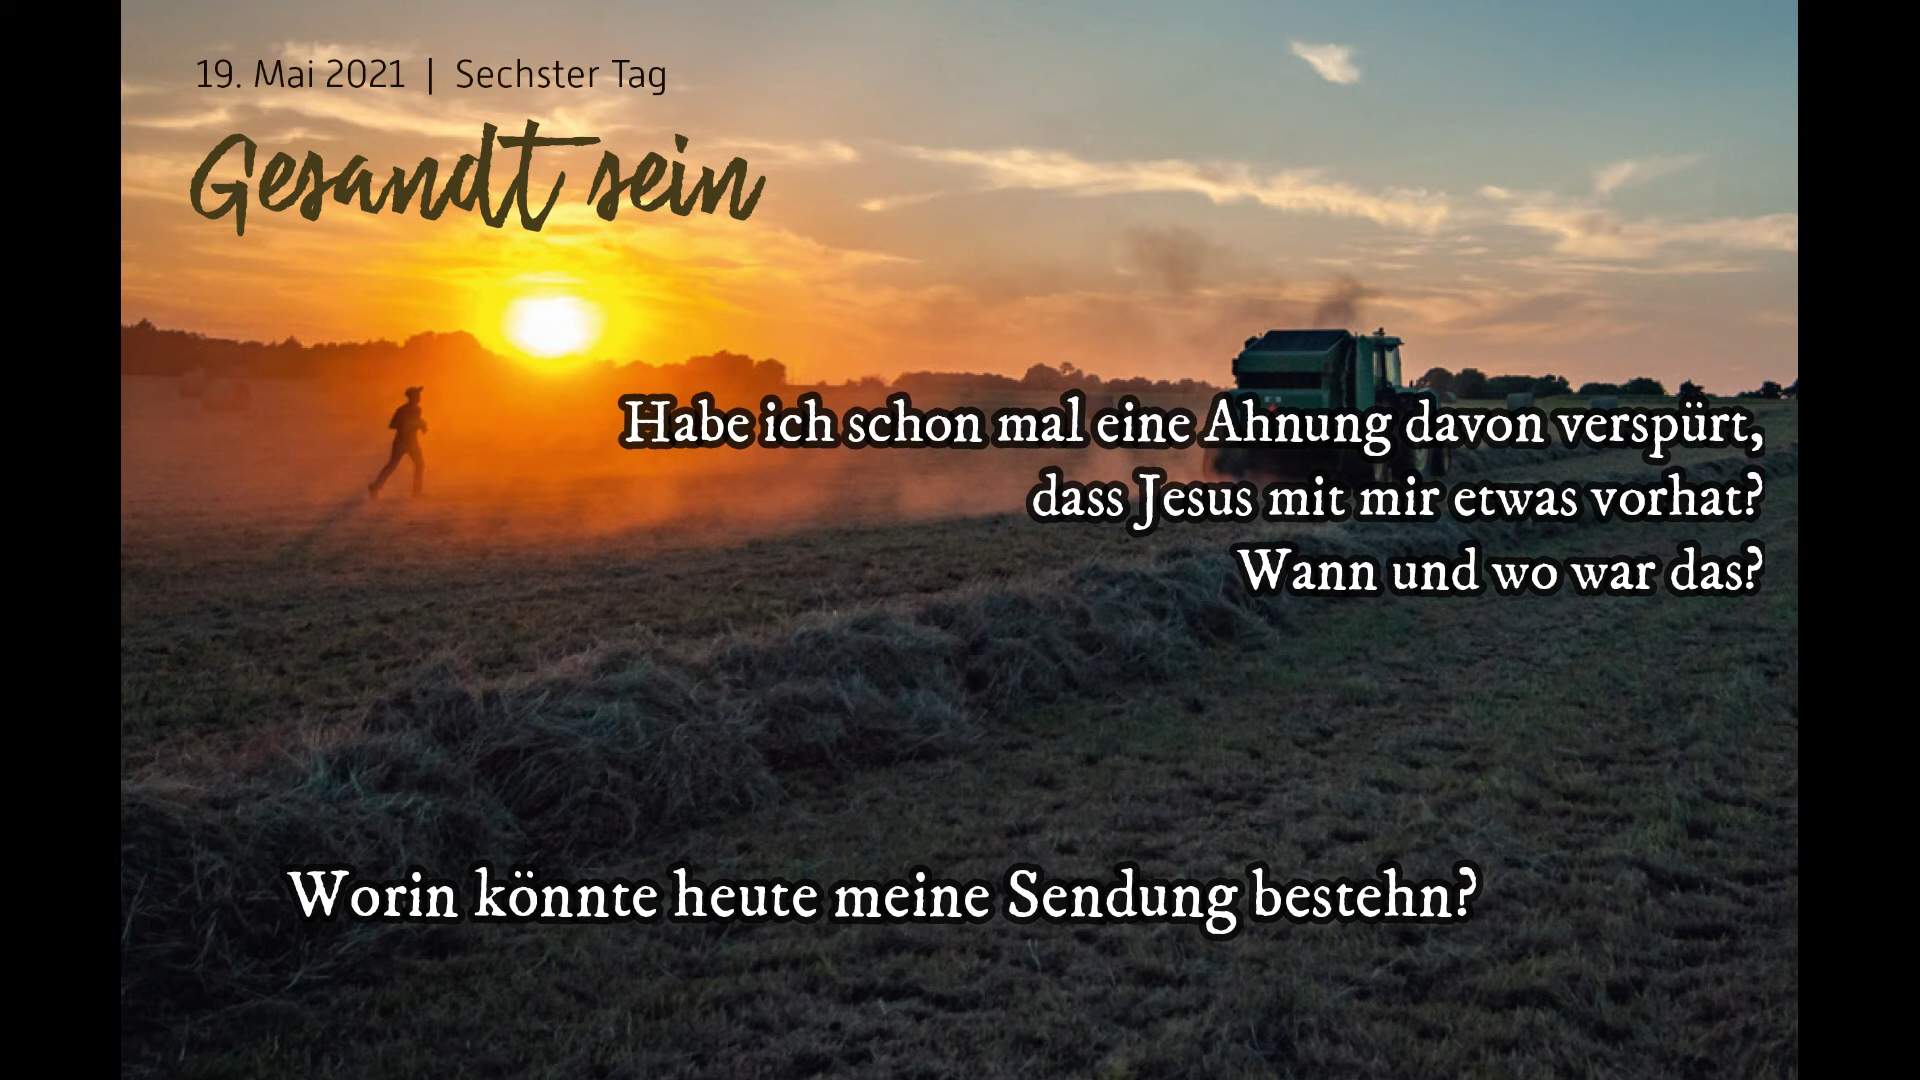 19. Mai 2021 | Sechster Tag
Gesandt sein
Habe ich schon mal eine Ahnung davon verspürt,
dass Jesus mit mir etwas vorhat?
Wann und wo war das?
Worin könnte heute meine Sendung bestehn?